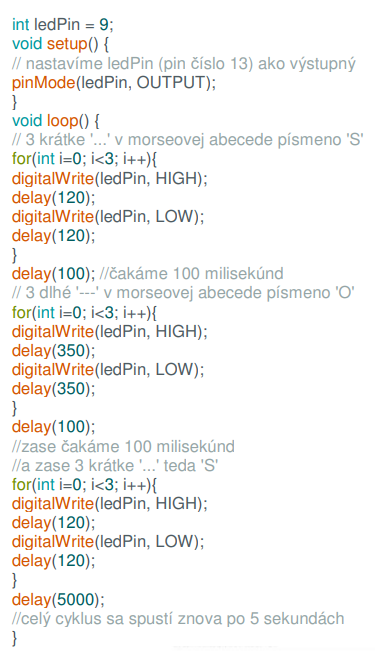 int ledPin = 9;
void setup() {
// nastavíme ledPin (pin číslo 13) ako výstupný
pinMode(ledPin, OUTPUT);
}
void loop() {
// 3 krátke '...' v morseovej abecede písmeno 'S'
for(int i=0; i<3; i++){
digitalWrite(ledPin, HIGH);
delay(120);
digitalWrite(ledPin, LOW);
delay(120);
}
delay(100); //čakáme 100 milisekúnd
// 3 dlhé '---' v morseovej abecede písmeno 'O'
for(int i=0; i<3; i++){
digitalWrite(ledPin, HIGH);
delay(350);
digitalWrite(ledPin, LOW);
delay(350);
}
delay(100);
//zase čakáme 100 milisekúnd
//a zase 3 krátke '...' teda 'S'
for(int i=0; i<3; i++){
digitalWrite(ledPin, HIGH);
delay(120);
digitalWrite(ledPin, LOW);
delay(120);
}
delay(5000);
//celý cyklus sa spustí znova po 5 sekundách
}